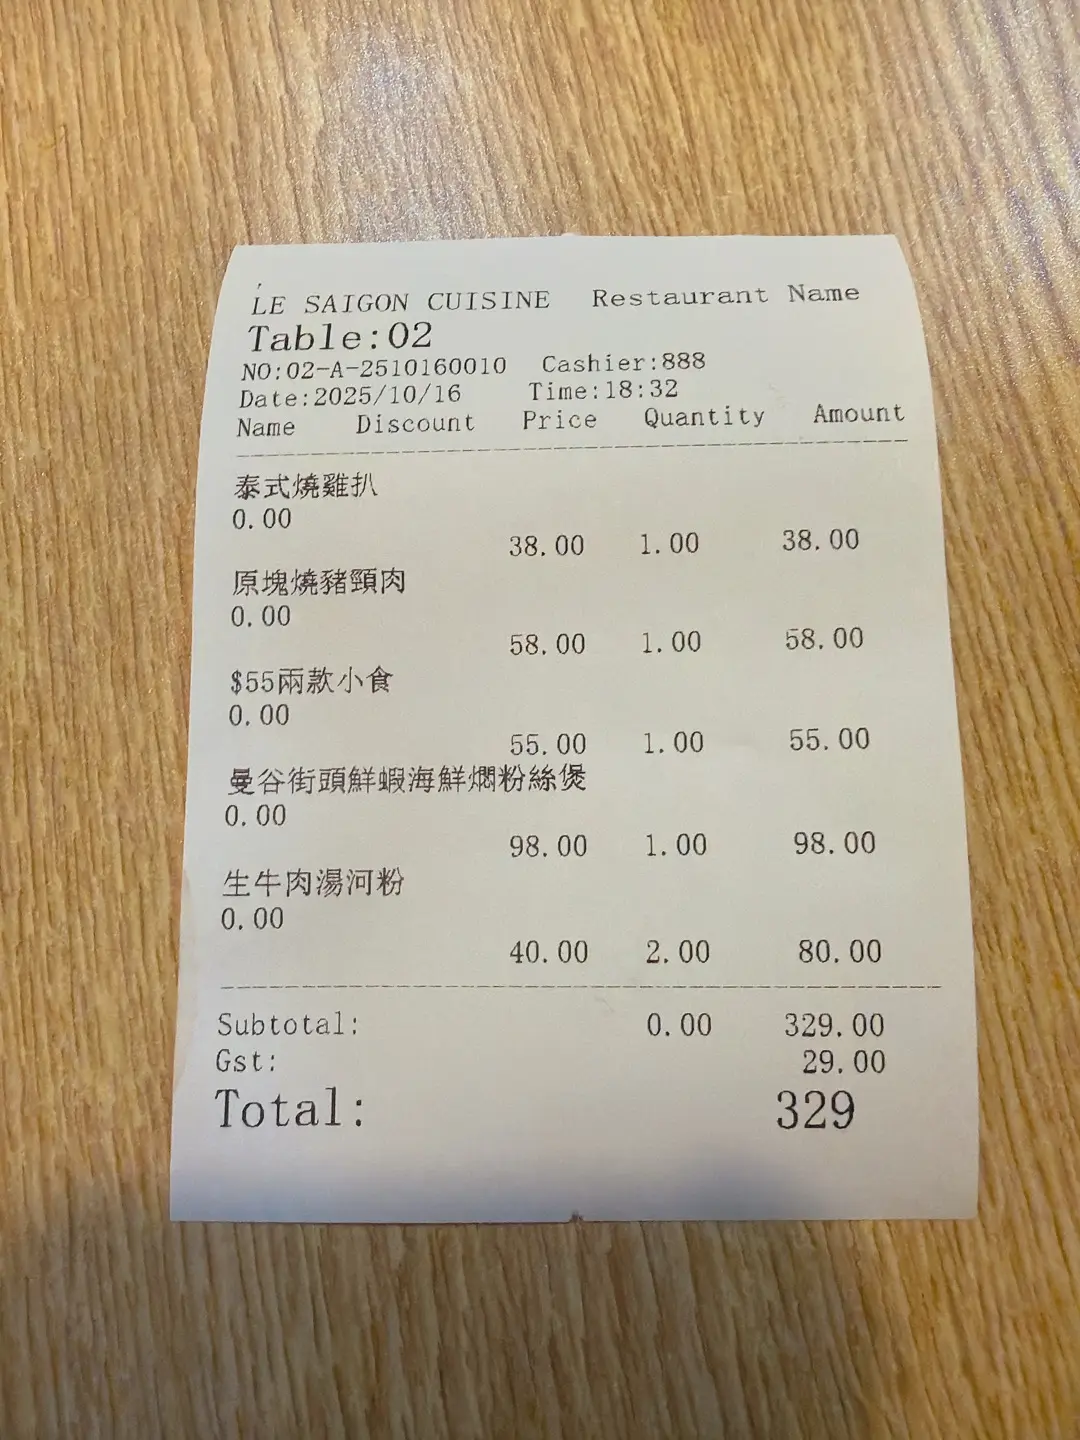 LE SAIGON CUISINE Restaurant Name
Table:02
NO:02-A-2510160010 Cashier:888
Date:2025/10/16 Time:18:32
Name Discount Price Quantity Amount
泰式燒雞扒
0.00
38.00 1.00 38.00
原塊燒豬頸肉
0.00
58.00 1.00 58.00
$55兩款小食
0.00
55.00 1.00 55.00
曼谷街頭鮮蝦海鮮燜粉絲煲
0.00
98.00 1.00 98.00
生牛肉湯河粉
0.00
40.00 2.00 80.00
Subtotal: 0.00 329.00
Gst: 29.00
Total: 329